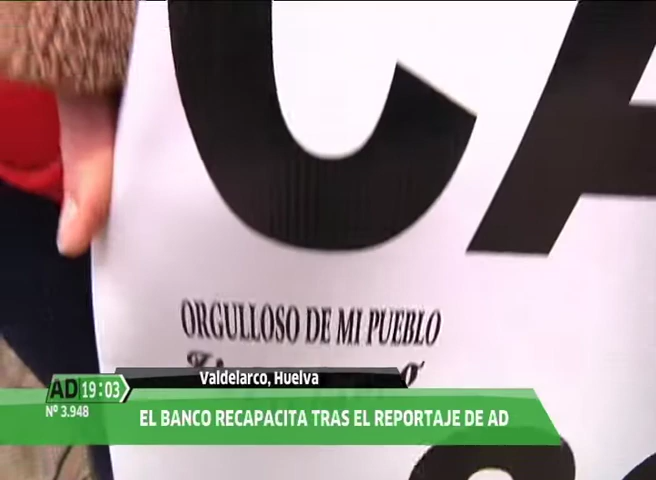 CA
ORGULLOSO DE MI PUEBLO
Valdelarco, Huelva
AD 19:03
Nº 3.948
EL BANCO RECAPACITA TRAS EL REPORTAJE DE AD